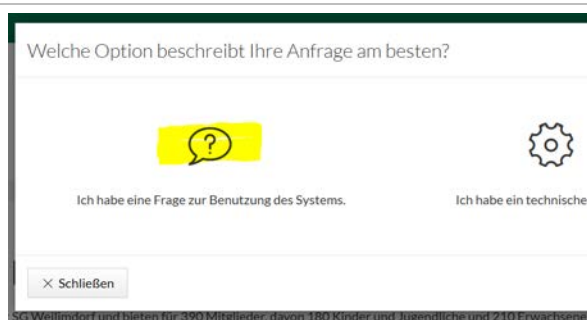 Welche Option beschreibt Ihre Anfrage am besten?
?
Ich habe eine Frage zur Benutzung des Systems.
Ich habe ein technische
× Schließen
SG Weilimdorf und bieten für 390 Mitglieder, davon 180 Kinder und Jugendliche und 210 Erwachsene